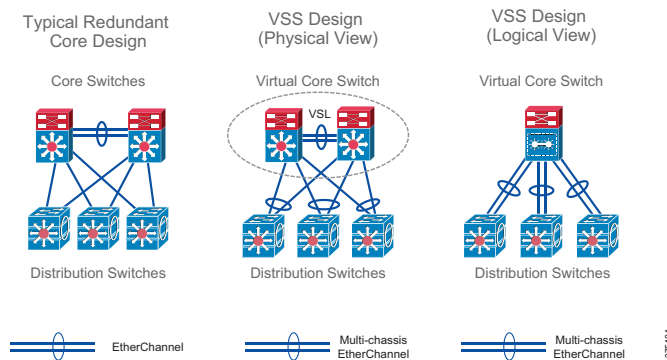 Typical Redundant
Core Design
VSS Design
(Physical View)
VSS Design
(Logical View)
Core Switches
Virtual Core Switch
Virtual Core Switch
VSL
Distribution Switches
Distribution Switches
Distribution Switches
EtherChannel
Multi-chassis
EtherChannel
Multi-chassis
EtherChannel